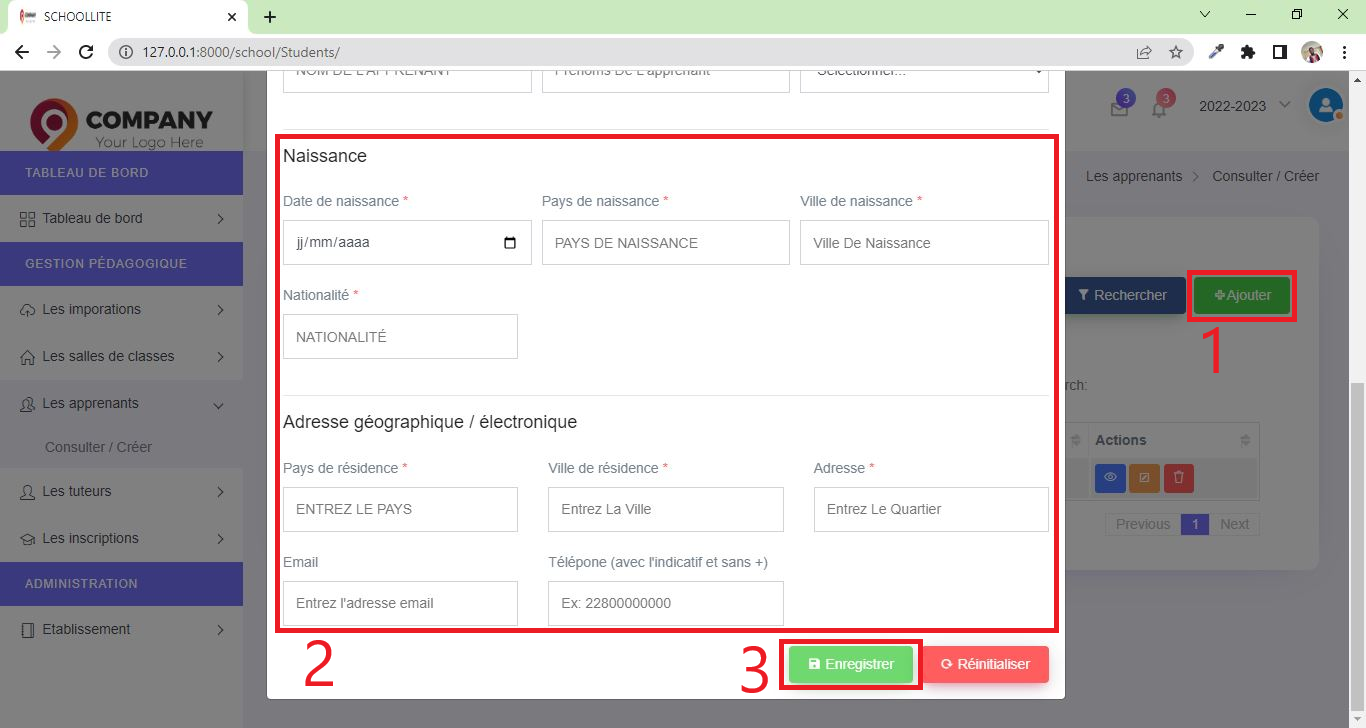 SCHOOLLITE
127.0.0.1:8000/school/Students/
COMPANY
Your Logo Here
TABLEAU DE BORD
Tableau de bord
GESTION PÉDAGOGIQUE
Les imporations
Les salles de classes
Les apprenants
Consulter / Créer
Les tuteurs
Les inscriptions
ADMINISTRATION
Etablissement
3
3
2022-2023
Les apprenants > Consulter / Créer
NOM DE L'APPRENANT
Prénoms De L'apprenant
Sélectionner...
Naissance
Date de naissance *
Pays de naissance *
Ville de naissance *
jj/mm/aaaa
PAYS DE NAISSANCE
Ville De Naissance
Nationalité *
NATIONALITÉ
Adresse géographique / électronique
Pays de résidence *
Ville de résidence *
Adresse *
ENTREZ LE PAYS
Entrez La Ville
Entrez Le Quartier
Email
Télépone (avec l'indicatif et sans +)
Entrez l'adresse email
Ex: 22800000000
2
3
Enregistrer
Réinitialiser
Rechercher
Ajouter
1
rch:
Actions
Previous 1 Next